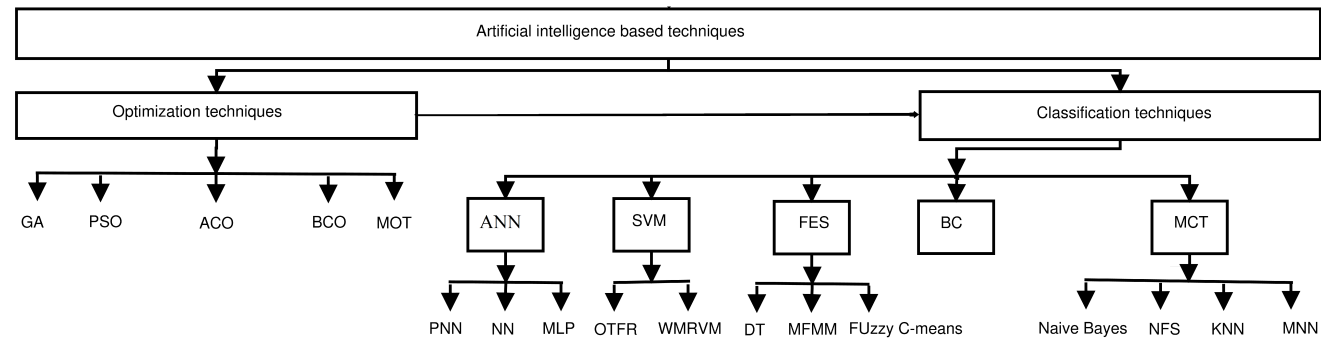 Artificial intelligence based techniques
Optimization techniques
Classification techniques
GA
PSO
ACO
BCO
MOT
ANN
SVM
FES
BC
MCT
PNN
NN
MLP
OTFR
WMRVM
DT
MFMM
FUzzy C-means
Naive Bayes
NFS
KNN
MNN